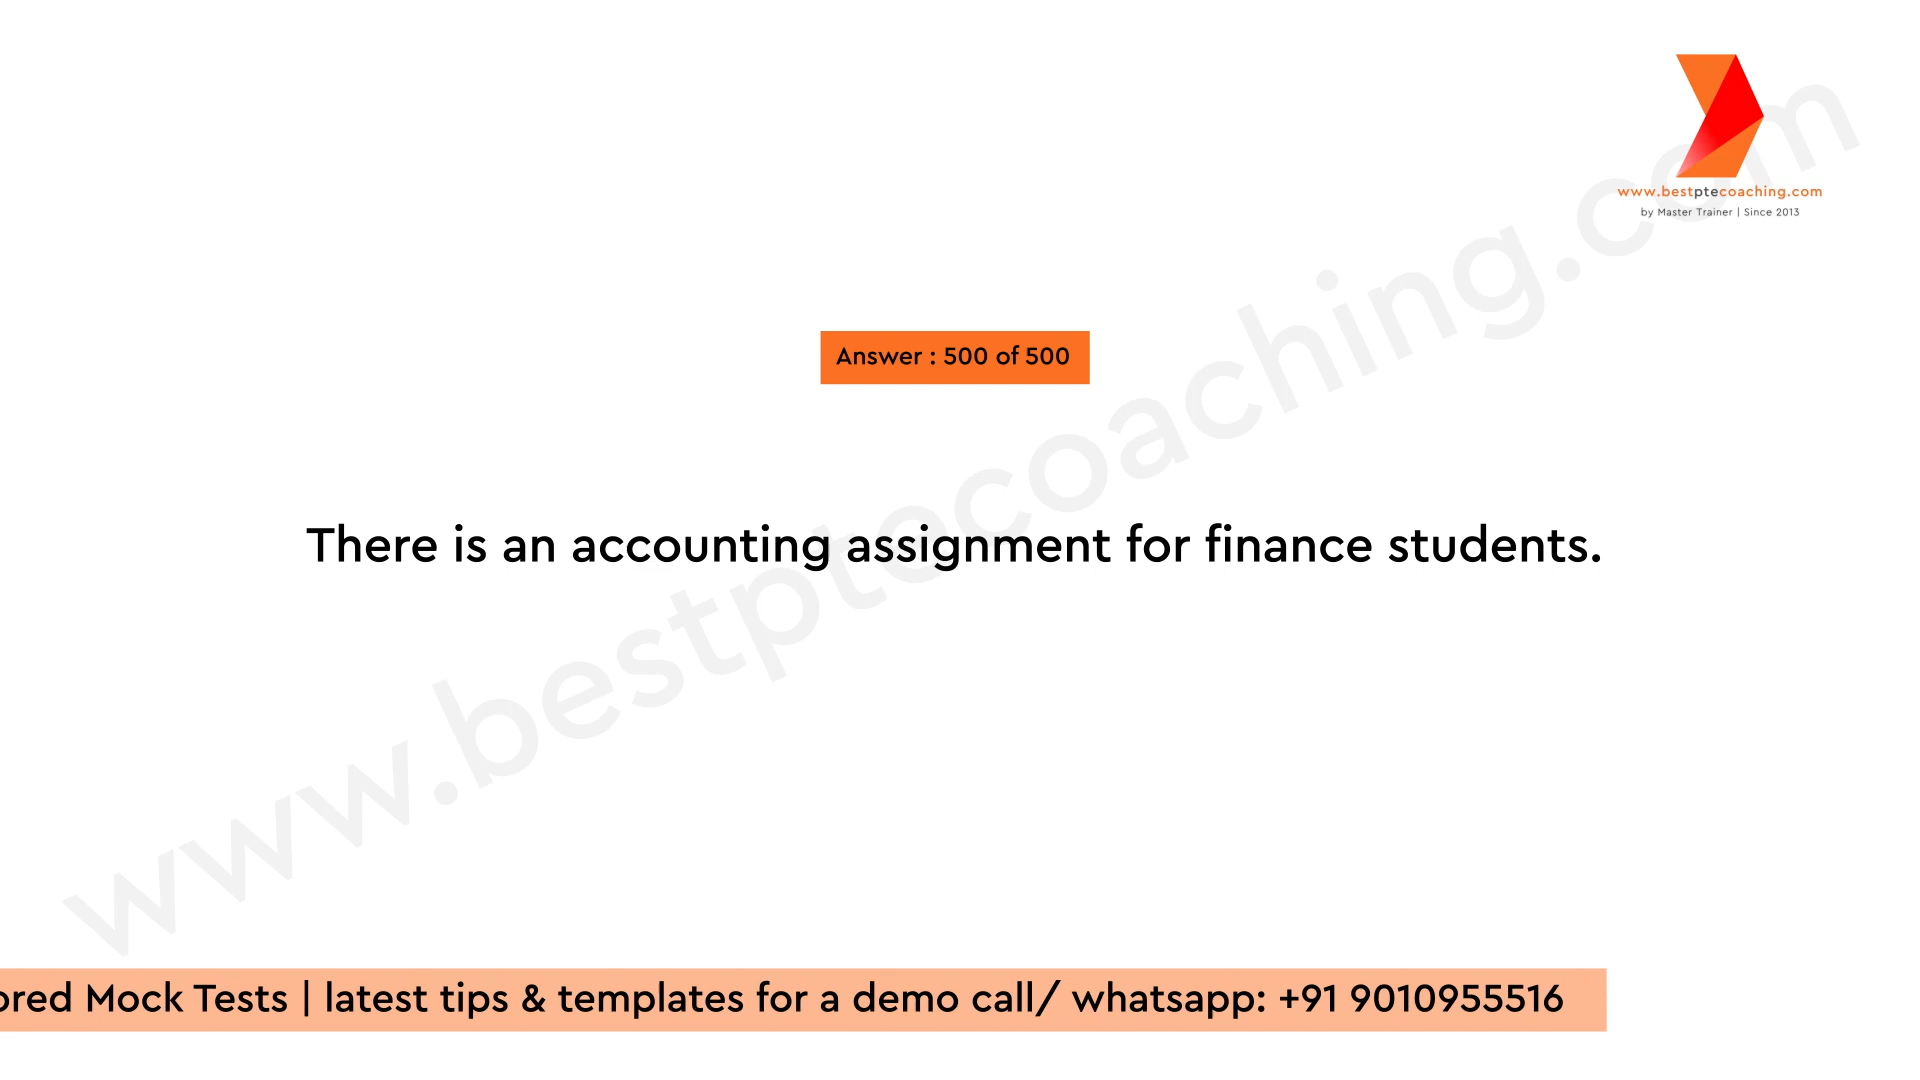 www.bestptecoaching.com
by Master Trainer | Since 2013
Answer : 500 of 500
There is an accounting assignment for finance students.
www.bestptecoaching.com
Mock Tests | latest tips & templates for a demo call/ whatsapp: +91 9010955516